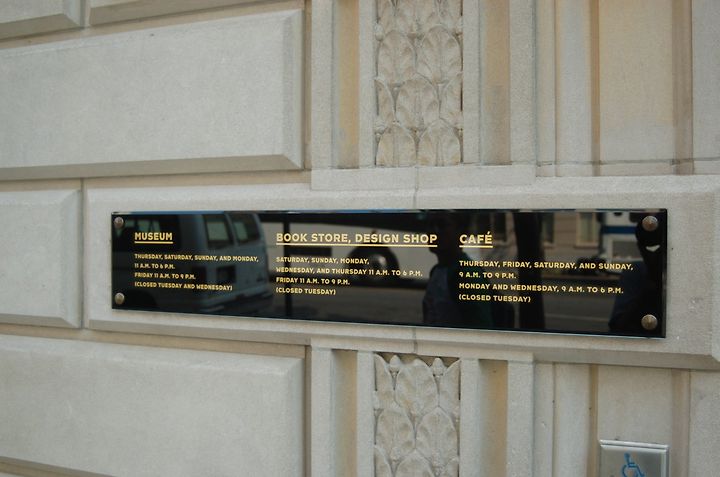 MUSEUM
THURSDAY, SATURDAY, SUNDAY, AND MONDAY,
11 A.M. TO 6 P.M.
FRIDAY 11 A.M. TO 9 P.M.
(CLOSED TUESDAY AND WEDNESDAY)
BOOK STORE, DESIGN SHOP
SATURDAY, SUNDAY, MONDAY,
WEDNESDAY, AND THURSDAY 11 A.M. TO 6 P.M.
FRIDAY 11 A.M. TO 9 P.M.
(CLOSED TUESDAY)
CAFÉ
THURSDAY, FRIDAY, SATURDAY, AND SUNDAY,
9 A.M. TO 9 P.M.
MONDAY AND WEDNESDAY, 9 A.M. TO 6 P.M.
(CLOSED TUESDAY)